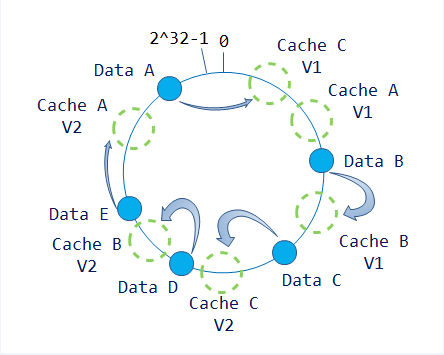 2^32-1
0
Cache C
V1
Data A
Cache A
V1
Cache A
V2
Data B
Data E
Cache B
V1
Cache B
V2
Data C
Data D
Cache C
V2